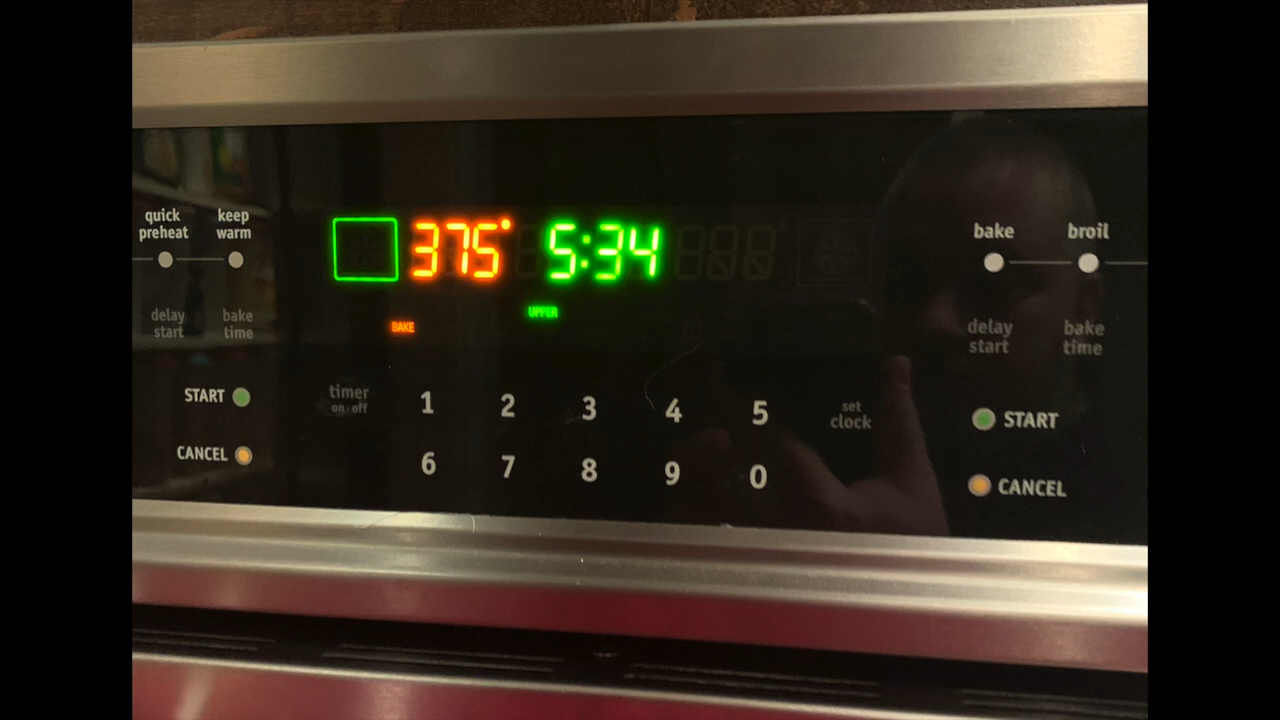 quick preheat
keep warm
375° 5:34
bake
broil
BAKE
UPPER
delay start
bake time
delay start
bake time
START
timer on·off
1 2 3 4 5
set clock
START
CANCEL
6 7 8 9 0
CANCEL